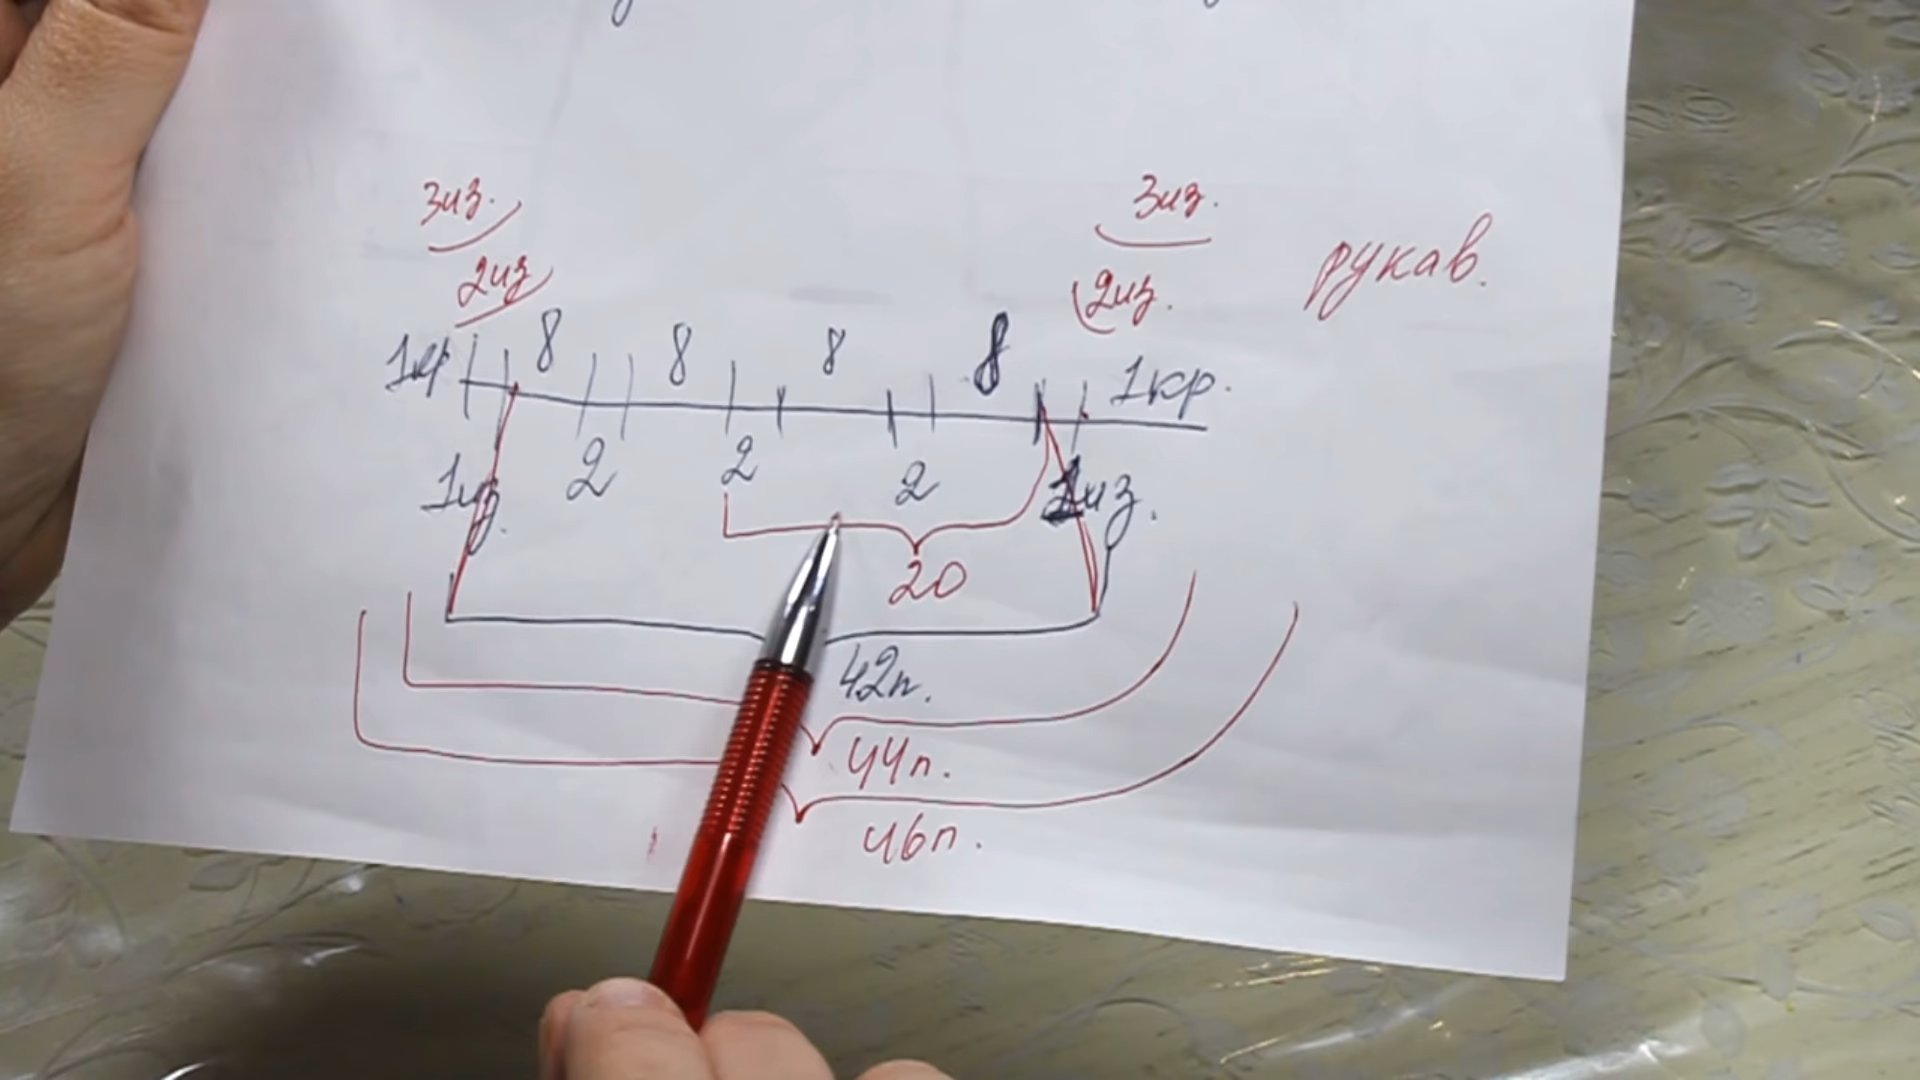 3из. 3из.
2из 2из. рукав.
1кр 8 8 8 8 1кр.
1из. 2 2 2 1из.
20
42п.
44п.
46п.